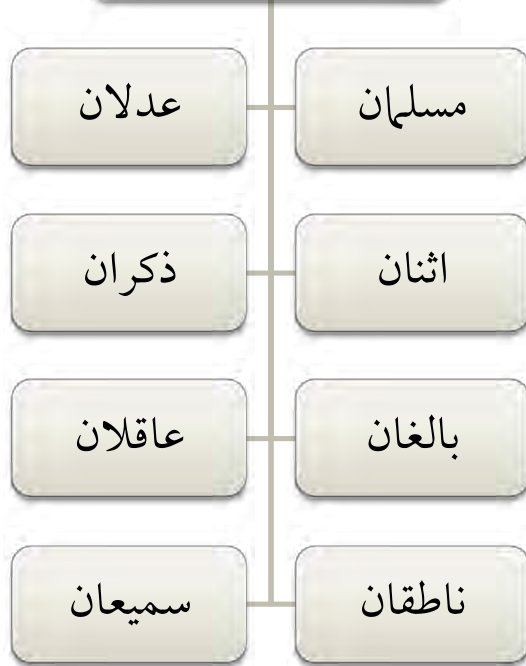 مسلمان
عدلان
اثنان
ذكران
بالغان
عاقلان
ناطقان
سميعان